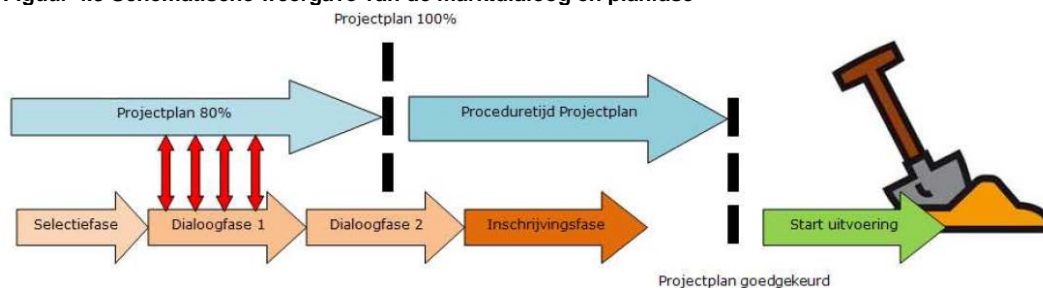 Projectplan 100%
Projectplan 80%
Proceduretijd Projectplan
Selectiefase
Dialoogfase 1
Dialoogfase 2
Inschrijvingsfase
Start uitvoering
Projectplan goedgekeurd